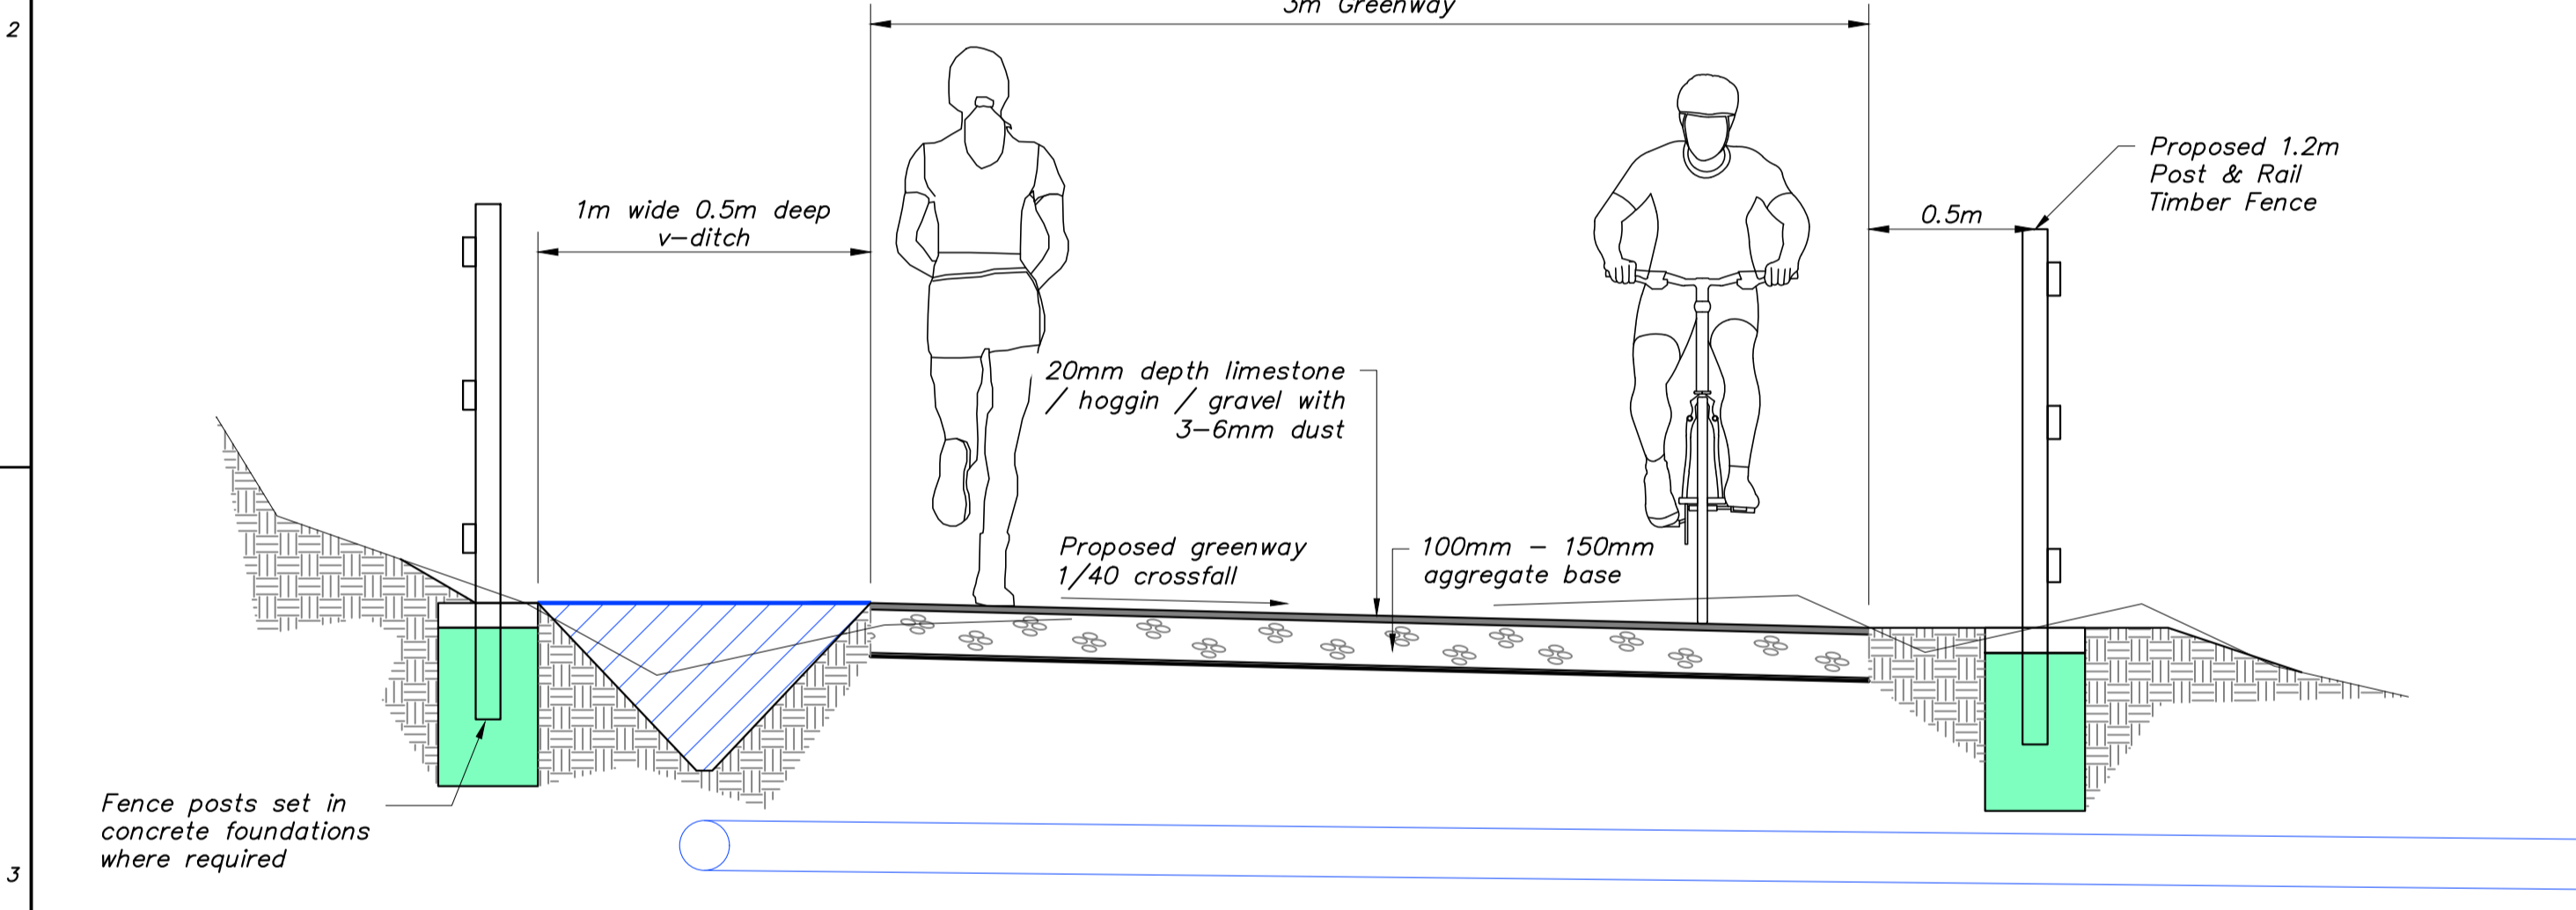 2
3m Greenway
1m wide 0.5m deep
v-ditch
0.5m
Proposed 1.2m
Post & Rail
Timber Fence
20mm depth limestone
/ hoggin / gravel with
3-6mm dust
Proposed greenway
1/40 crossfall
100mm - 150mm
aggregate base
Fence posts set in
concrete foundations
where required
3